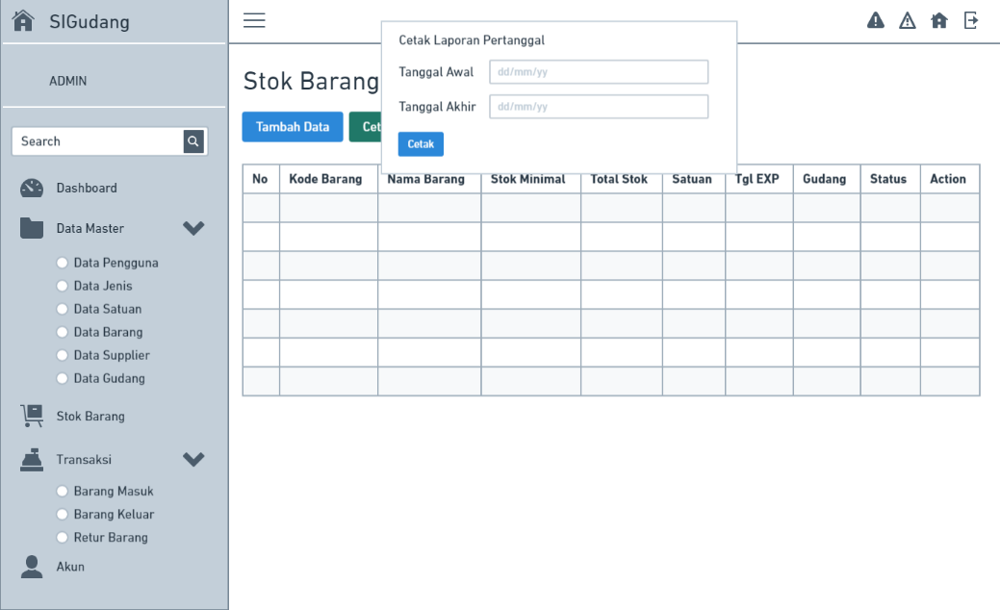 SIGudang
ADMIN
Search
Dashboard
Data Master
Data Pengguna
Data Jenis
Data Satuan
Data Barang
Data Supplier
Data Gudang
Stok Barang
Transaksi
Barang Masuk
Barang Keluar
Retur Barang
Akun
Stok Barang
Tambah Data
Cet
Cetak Laporan Pertanggal
Tanggal Awal dd/mm/yy
Tanggal Akhir dd/mm/yy
Cetak
No Kode Barang Nama Barang Stok Minimal Total Stok Satuan Tgl EXP Gudang Status Action